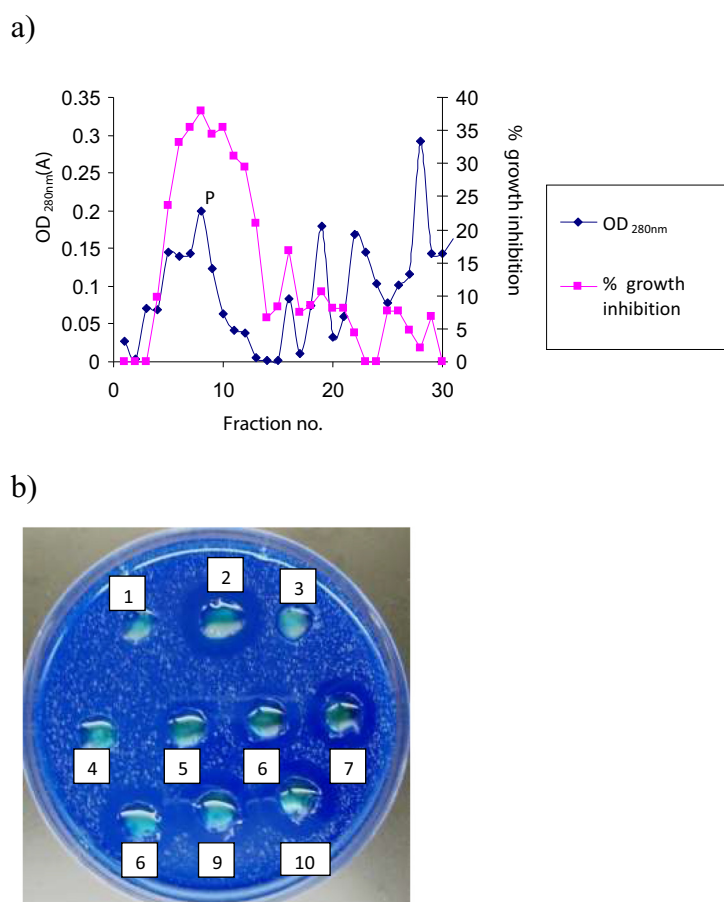 a)
0.35
0.3
0.25
0.2
0.15
0.1
0.05
0
OD 280nm(A)
P
40
35
30
25
20
15
10
5
0
% growth inhibition
0 10 20 30
Fraction no.
OD 280nm
% growth
inhibition
b)
1 2 3
4 5 6 7
6 9 10